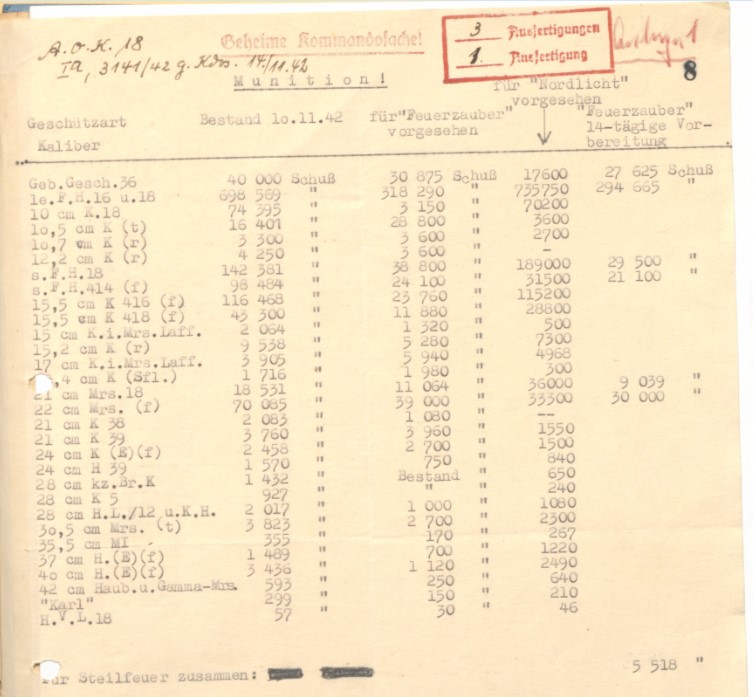 A.O.K. 18
Ia, 3141/42 g.Kdos. 14/11.42
Geheime Kommandosache!
3 Ausfertigungen
1. Ausfertigung
8
M u n i t i o n !
Geschützart Kaliber
Bestand 1o.11.42
für "Feuerzauber" vorgesehen
für "Nordlicht" vorgesehen
"Feuerzauber" 14-tägige Vor-
bereitung
Geb.Gesch.36 40 000 Schuß 30 875 Schuß 17600 27 625 Schuß
le.F.H.16 u.18 698 569 " 318 290 " 735750 294 665 "
10 cm K.18 74 395 " 3 150 " 70200
1o,5 cm K (t) 16 401 " 28 800 " 3600
1o,7 cm K (r) 3 300 " 3 600 " 2700
12,2 cm K (r) 4 250 " 3 600 " -
s.F.H.18 142 381 " 38 800 " 189000 29 500 "
s.F.H.414 (f) 98 484 " 24 100 " 31500 21 100 "
15,5 cm K 416 (f) 116 468 " 23 760 " 115200
15,5 cm K 418 (f) 43 300 " 11 880 " 28800
15 cm K.i.Mrs.Laff. 2 064 " 1 320 " 500
15,2 cm K (r) 9 538 " 5 280 " 7300
17 cm K.i.Mrs.Laff. 3 905 " 5 940 " 4968
,4 cm K (Sfl.) 1 716 " 1 980 " 300
21 cm Mrs.18 18 531 " 11 064 " 36000 9 039 "
22 cm Mrs. (f) 70 085 " 39 000 " 33300 30 000 "
21 cm K 38 2 083 " 1 080 " --
21 cm K 39 3 760 " 3 960 " 1550
24 cm K (E)(f) 2 458 " 2 700 " 1500
24 cm H 39 1 570 " 750 " 840
28 cm kz.Br.K 1 432 " Bestand 650
28 cm K 5 927 " " 240
28 cm H.L./12 u.K.H. 2 017 " 1 000 " 1080
3o,5 cm Mrs. (t) 3 823 " 2 700 " 2300
35,5 cm MI 355 " 170 " 267
37 cm H.(E)(f) 1 489 " 700 " 1220
4o cm H.(E)(f) 3 436 " 1 120 " 2490
42 cm Haub.u.Gamma-Mrs. 593 " 250 " 640
"Karl" 299 " 150 " 210
H.V.L.18 57 " 30 " 46
für Steilfeuer zusammen: 5 518 "